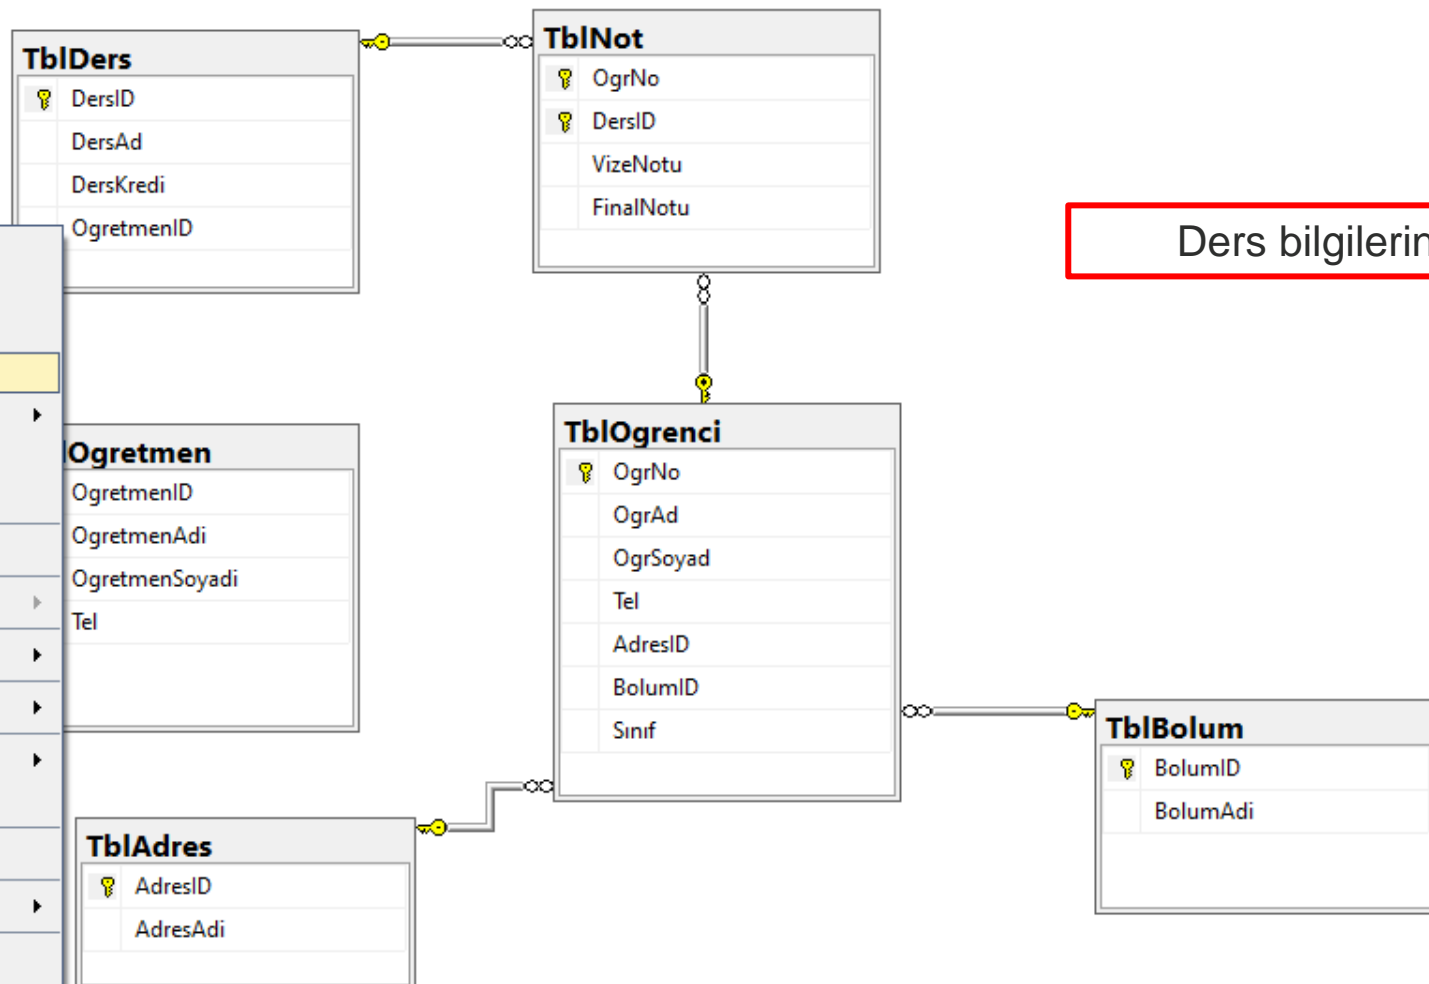 TblDers
DersID
DersAd
DersKredi
OgretmenID
TblNot
OgrNo
DersID
VizeNotu
FinalNotu
Ders
Ogretmen
OgretmenID
OgretmenAdi
OgretmenSoyadi
Tel
TblOgrenci
OgrNo
OgrAd
OgrSoyad
Tel
AdresID
BolumID
Sınıf
TblBolum
BolumID
BolumAdi
TblAdres
AdresID
AdresAdi